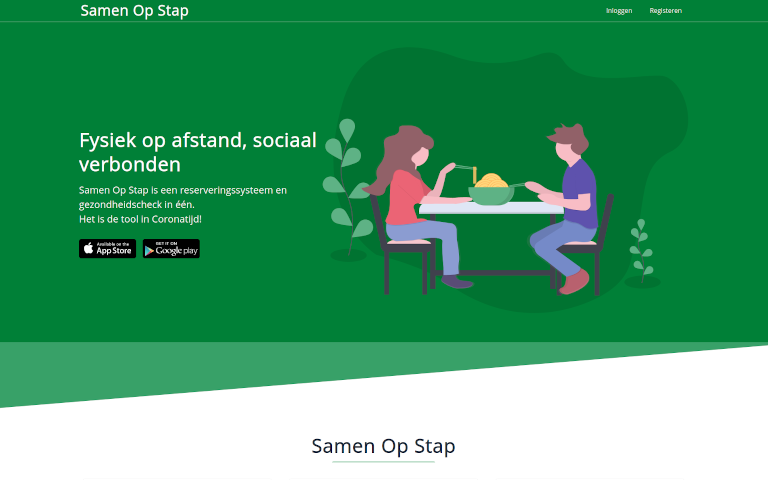 Samen Op Stap
Inloggen
Registeren
Fysiek op afstand, sociaal
verbonden
Samen Op Stap is een reserveringssysteem en
gezondheidscheck in één.
Het is de tool in Coronatijd!
Available on the
App Store
GET IT ON
Google play
Samen Op Stap